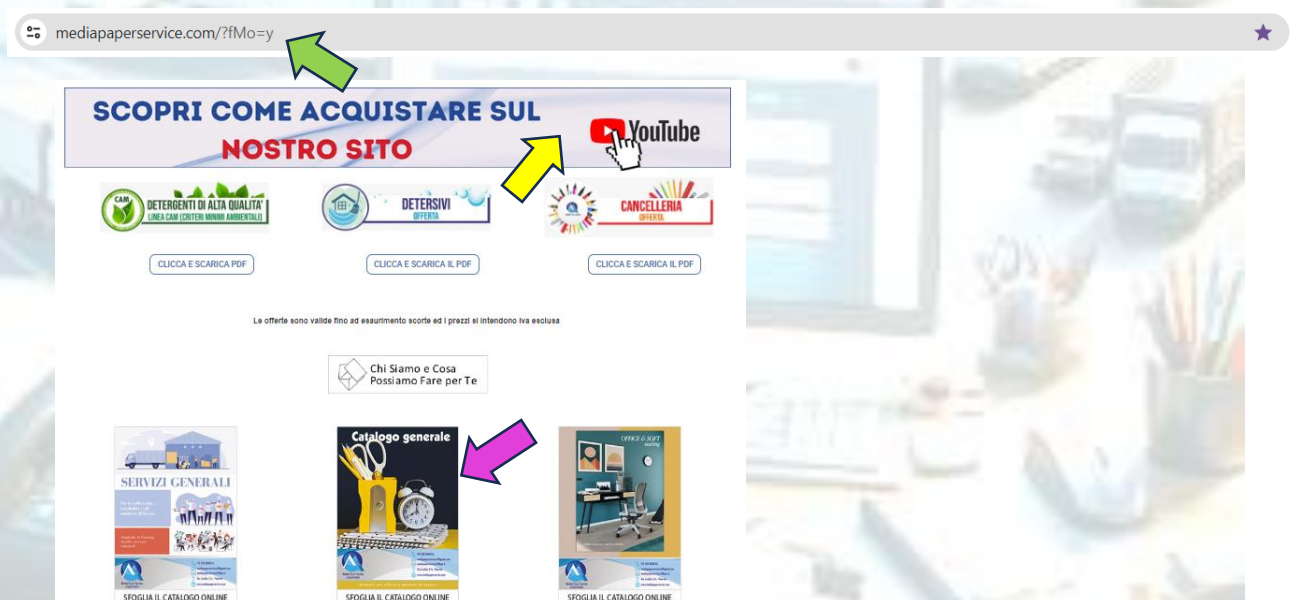 mediapaperservice.com/?fMo=y
SCOPRI COME ACQUISTARE SUL
NOSTRO SITO
YouTube
CAM
DETERGENTI DI ALTA QUALITA'
LINEA CAM (CRITERI MINIMI AMBIENTALI)
DETERSIVI
OFFERTA
CANCELLERIA
OFFERTA
CLICCA E SCARICA PDF
CLICCA E SCARICA IL PDF
CLICCA E SCARICA IL PDF
Le offerte sono valide fino ad esaurimento scorte ed i prezzi si intendono iva esclusa
Chi Siamo e Cosa
Possiamo Fare per Te
SERVIZI GENERALI
Catalogo generale
OFFICE & SOFT
seating
SFOGLIA IL CATALOGO ONLINE
SFOGLIA IL CATALOGO ONLINE
SFOGLIA IL CATALOGO ONLINE